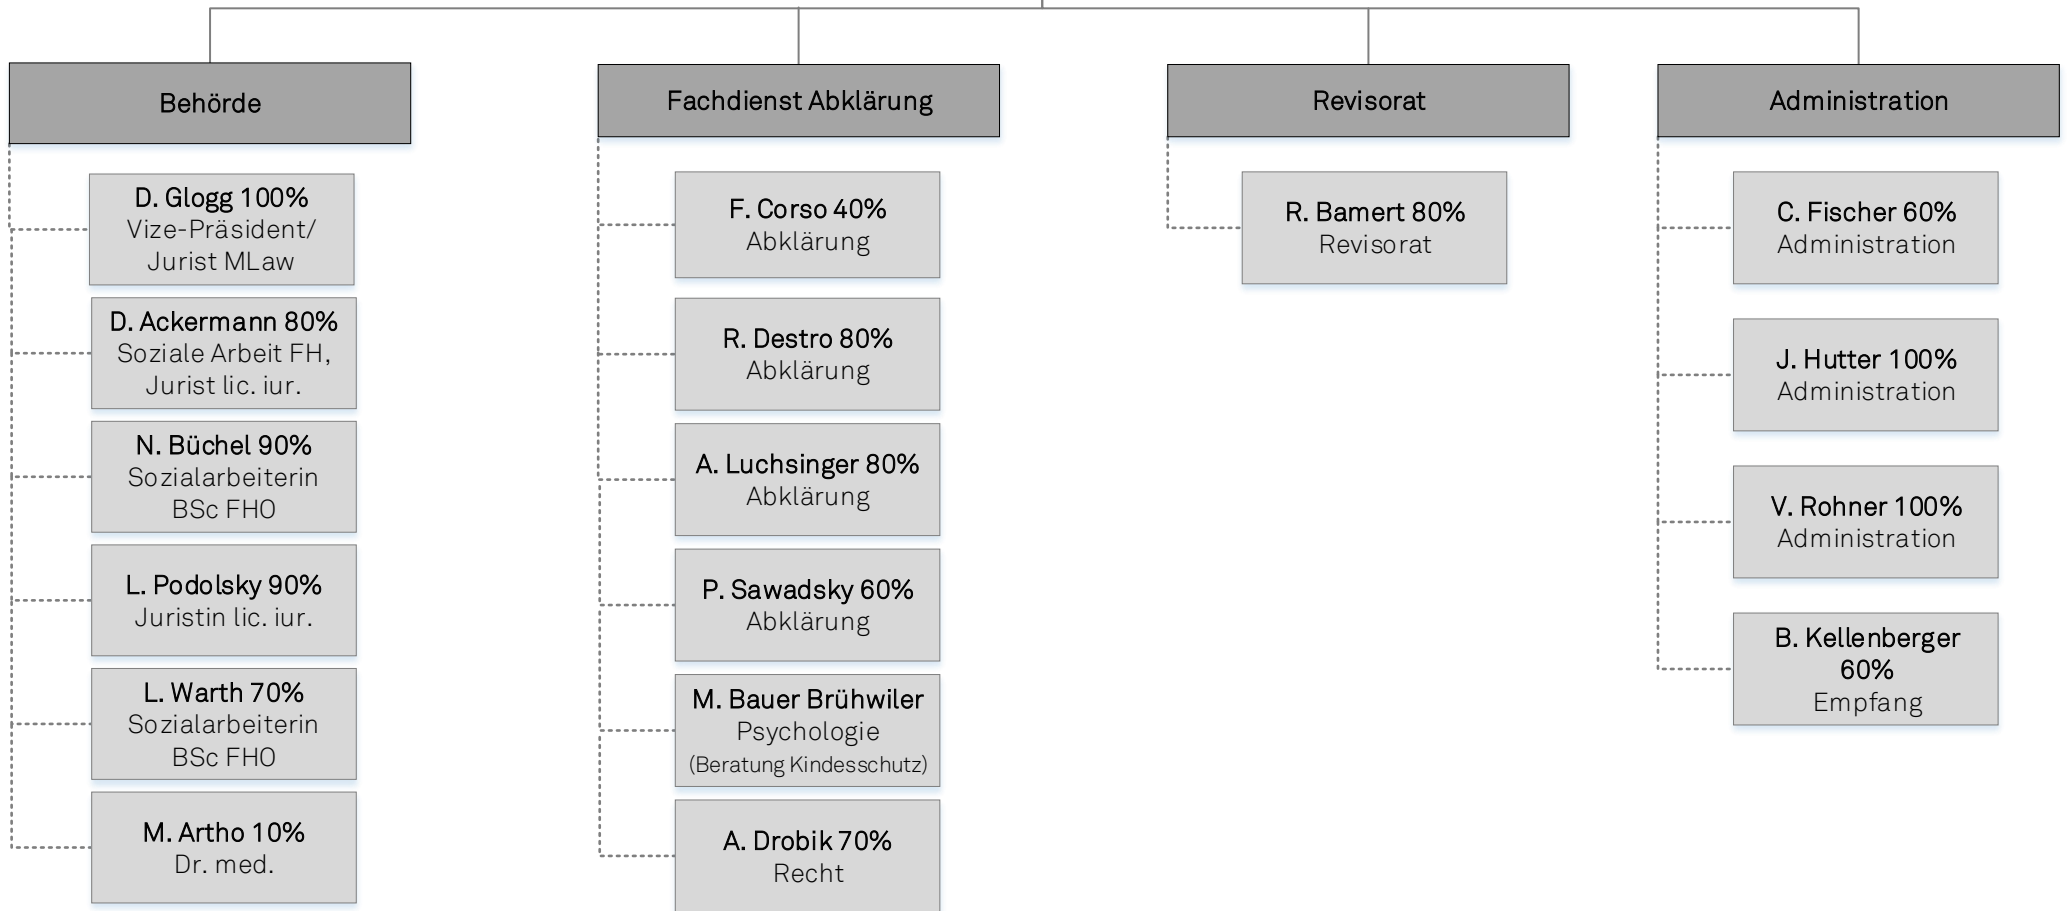 Behörde
D. Glogg 100%
Vize-Präsident/
Jurist MLaw
D. Ackermann 80%
Soziale Arbeit FH,
Jurist lic. iur.
N. Büchel 90%
Sozialarbeiterin
BSc FHO
L. Podolsky 90%
Juristin lic. iur.
L. Warth 70%
Sozialarbeiterin
BSc FHO
M. Artho 10%
Dr. med.
Fachdienst Abklärung
F. Corso 40%
Abklärung
R. Destro 80%
Abklärung
A. Luchsinger 80%
Abklärung
P. Sawadsky 60%
Abklärung
M. Bauer Brühwiler
Psychologie
(Beratung Kindesschutz)
A. Drobik 70%
Recht
Revisorat
R. Bamert 80%
Revisorat
Administration
C. Fischer 60%
Administration
J. Hutter 100%
Administration
V. Rohner 100%
Administration
B. Kellenberger
60%
Empfang